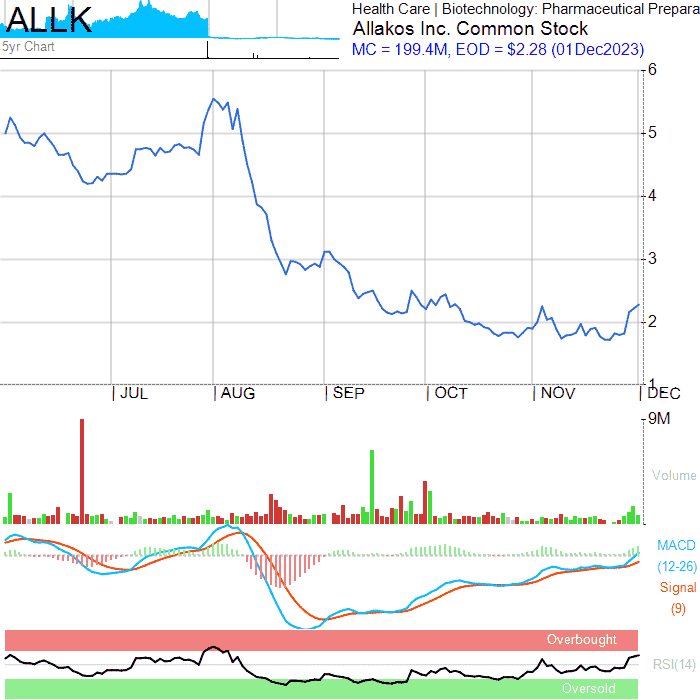 ALLK
5yr Chart
Health Care | Biotechnology: Pharmaceutical Prepara
Allakos Inc. Common Stock
MC = 199.4M, EOD = $2.28 (01Dec2023)
6
5
4
3
2
1
| JUL | AUG | SEP | OCT | NOV | DEC
9M
Volume
MACD
(12-26)
Signal
(9)
Overbought
RSI(14)
Oversold